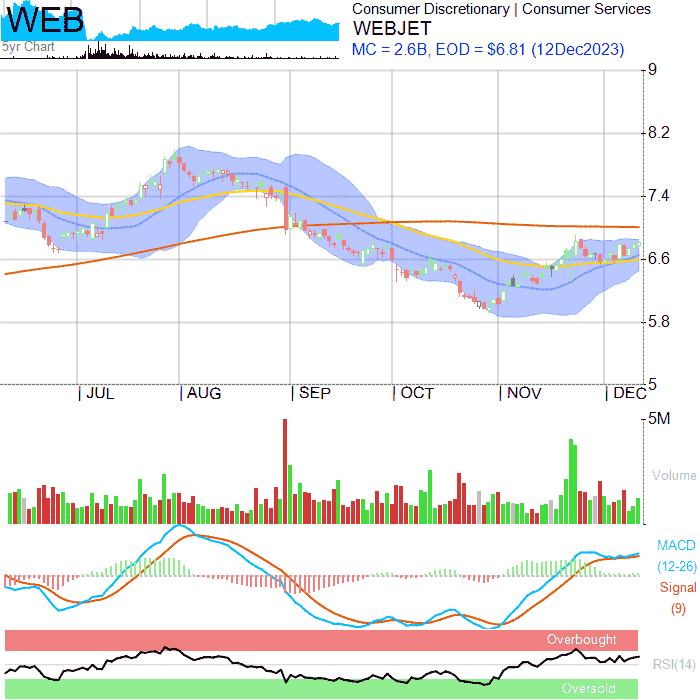 WEB
5yr Chart
Consumer Discretionary | Consumer Services
WEBJET
MC = 2.6B, EOD = $6.81 (12Dec2023)
9
8.2
7.4
6.6
5.8
5
JUL
AUG
SEP
OCT
NOV
DEC
5M
Volume
MACD
(12-26)
Signal
(9)
Overbought
RSI(14)
Oversold